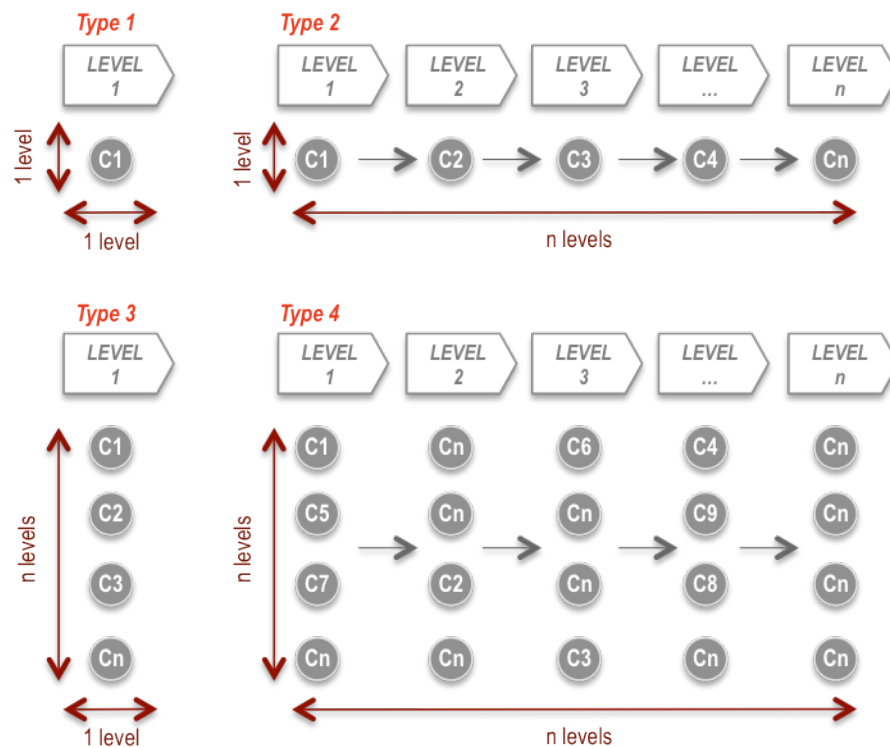 Type 1
LEVEL
1
1 level
C1
1 level
Type 2
LEVEL
1
LEVEL
2
LEVEL
3
LEVEL
...
LEVEL
n
1 level
C1
C2
C3
C4
Cn
n levels
Type 3
LEVEL
1
n levels
C1
C2
C3
Cn
1 level
Type 4
LEVEL
1
LEVEL
2
LEVEL
3
LEVEL
...
LEVEL
n
n levels
C1
Cn
C6
C4
Cn
C5
Cn
Cn
C9
Cn
C7
C2
Cn
C8
Cn
Cn
Cn
C3
Cn
Cn
n levels